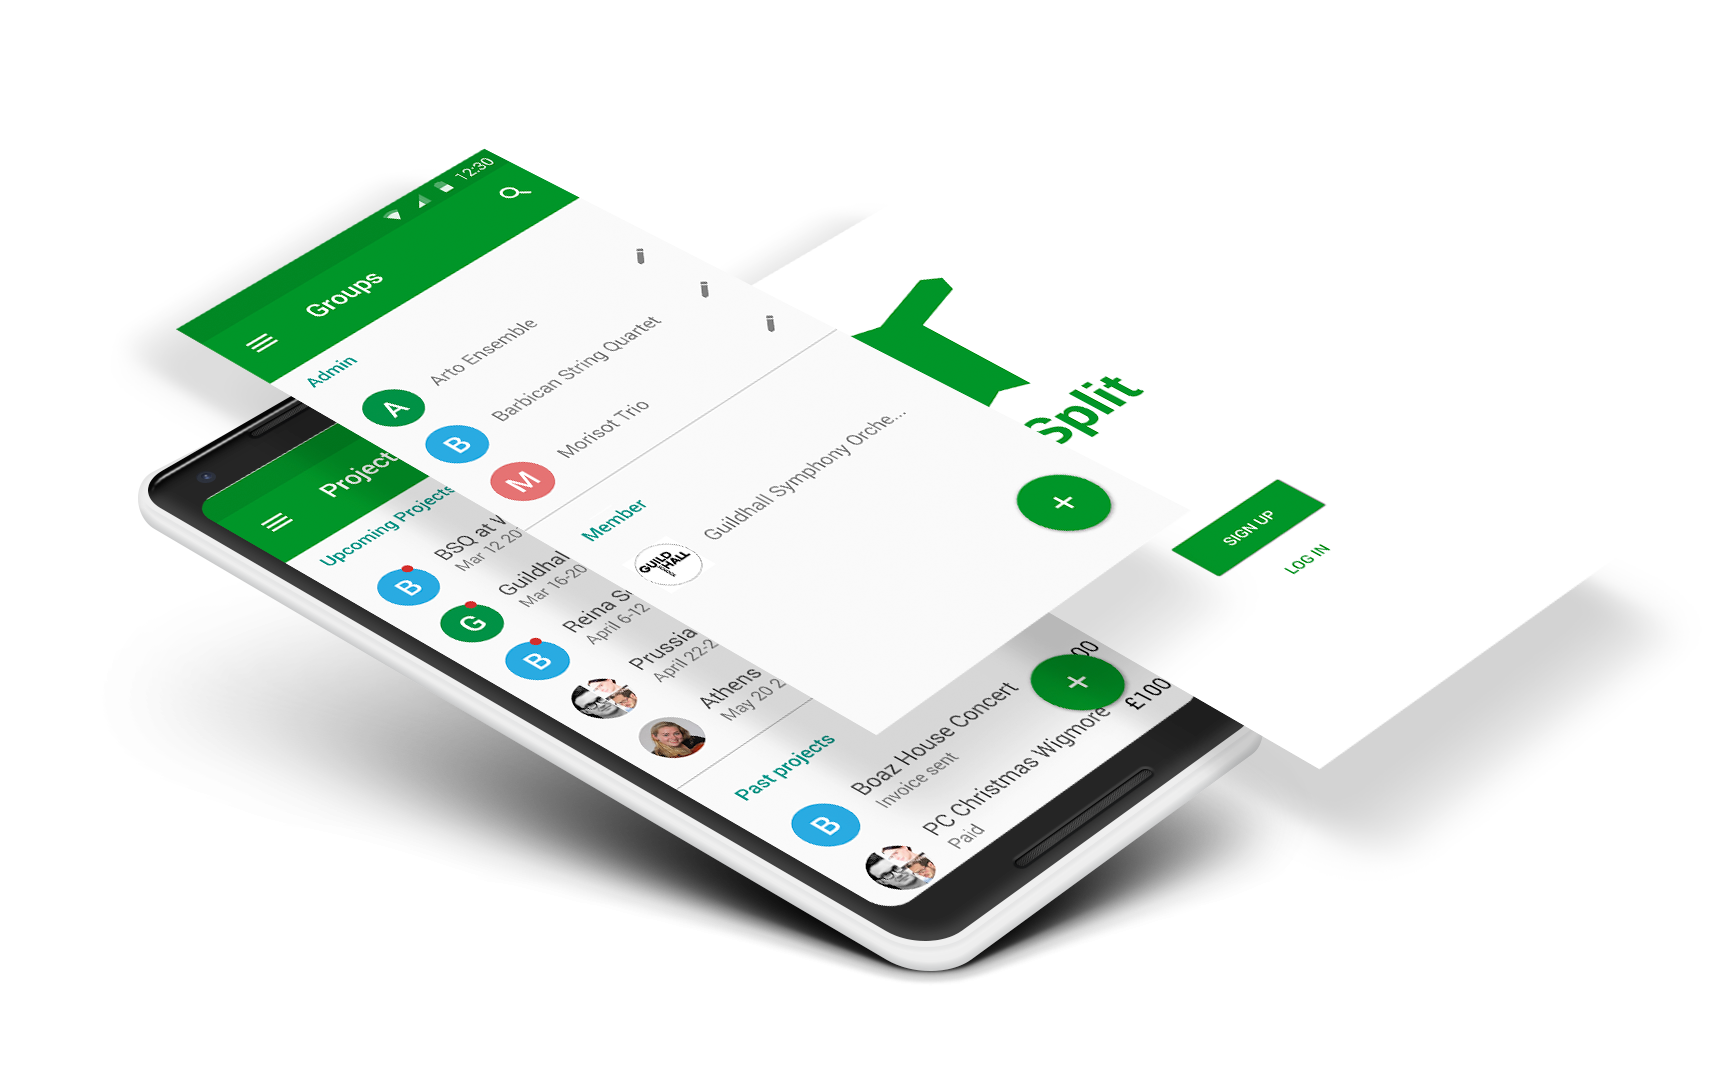 12:30
Groups
Admin
A
Arto Ensemble
B
Barbican String Quartet
M
Morisot Trio
Member
GUILD
HALL
Guildhall Symphony Orche...
+
Split
SIGN UP
LOG IN
Projects
Upcoming Projects
B
BSQ at
Mar 12 20
G
Guildhal
Mar 16-20
B
Reina
April 6-12
Prussia
April 22-2
Athens
May 20 2
Past projects
B
Boaz House Concert
Invoice sent
00
+
PC Christmas Wigmore
Paid
£100